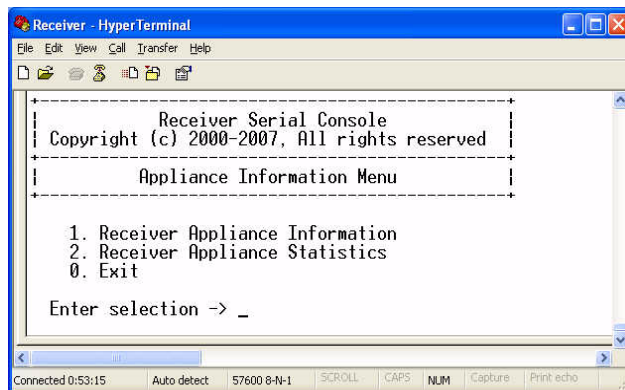 Receiver - HyperTerminal
File Edit View Call Transfer Help
Receiver Serial Console
Copyright (c) 2000-2007, All rights reserved
Appliance Information Menu
1. Receiver Appliance Information
2. Receiver Appliance Statistics
0. Exit
Enter selection -> _
Connected 0:53:15 Auto detect 57600 8-N-1 SCROLL CAPS NUM Capture Print echo